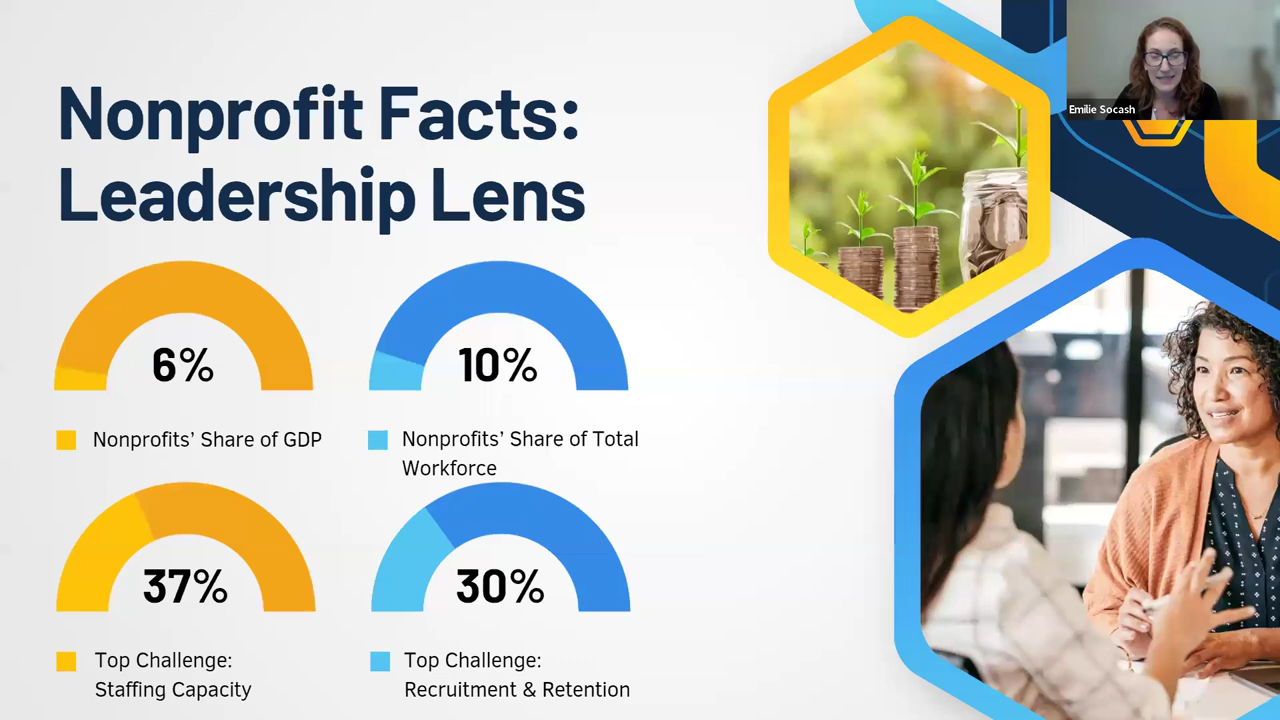 Nonprofit Facts:
Leadership Lens
Emilie Socash
6%
10%
Nonprofits' Share of GDP
Nonprofits' Share of Total
Workforce
37%
30%
Top Challenge:
Staffing Capacity
Top Challenge:
Recruitment & Retention